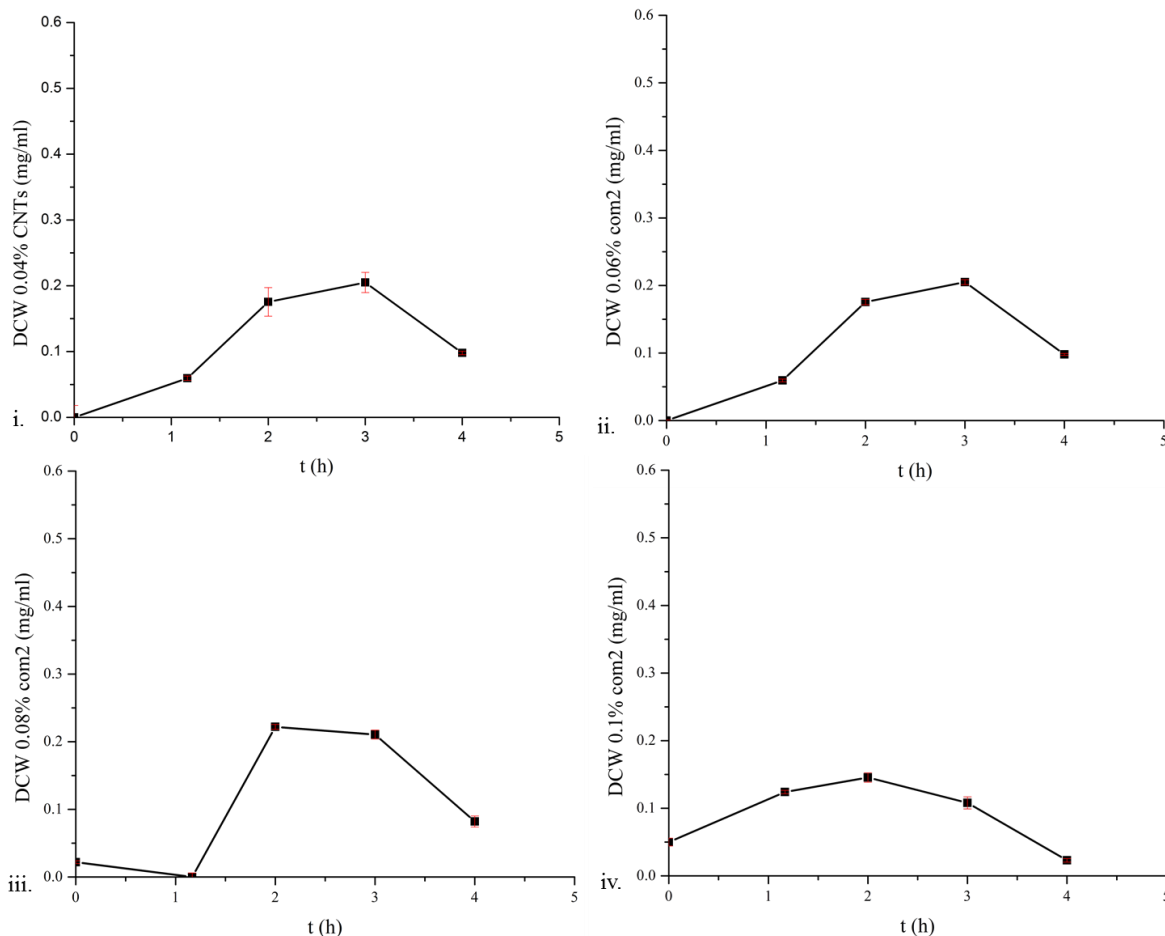 0.6
0.5
0.4
0.3
0.2
0.1
0.0
DCW 0.04% CNTs (mg/ml)
i.
0 1 2 3 4 5
t (h)
0.6
0.5
0.4
0.3
0.2
0.1
0.0
DCW 0.06% com2 (mg/ml)
ii.
0 1 2 3 4 5
t (h)
0.6
0.5
0.4
0.3
0.2
0.1
0.0
DCW 0.08% com2 (mg/ml)
iii.
0 1 2 3 4 5
t (h)
0.6
0.5
0.4
0.3
0.2
0.1
0.0
DCW 0.1% com2 (mg/ml)
iv.
0 1 2 3 4 5
t (h)